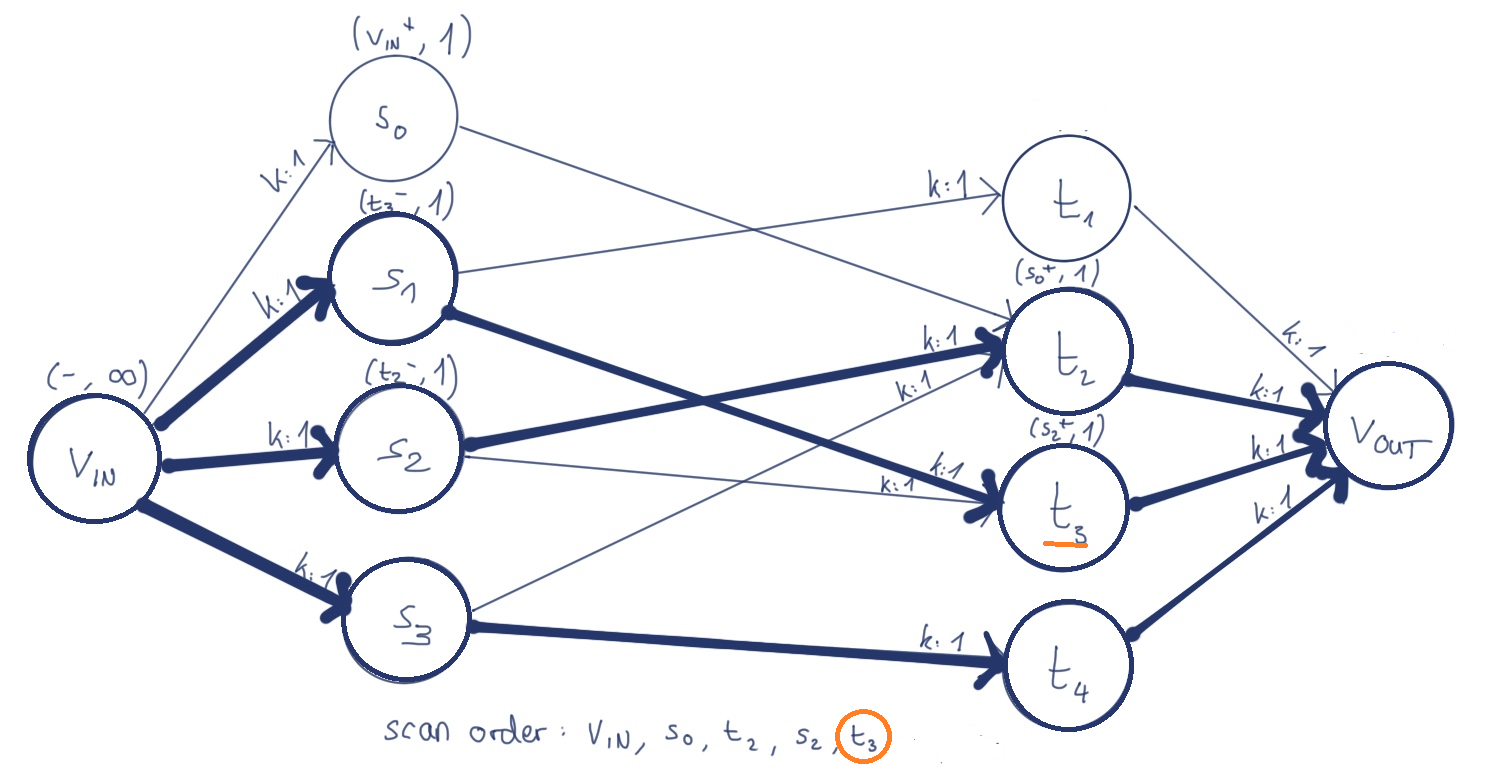 (V_IN^+, 1)
s_0
k:1
k:1
t_1
(t_3^-, 1)
s_1
k:1
(s_0^+, 1)
t_2
k:1
k:1
k:1
(-, ∞)
V_IN
(t_2^-, 1)
s_2
k:1
k:1
V_OUT
(s_2^+, 1)
t_3
k:1
k:1
k:1
k:1
s_3
k:1
k:1
t_4
k:1
scan order: V_IN, s_0, t_2, s_2, t_3